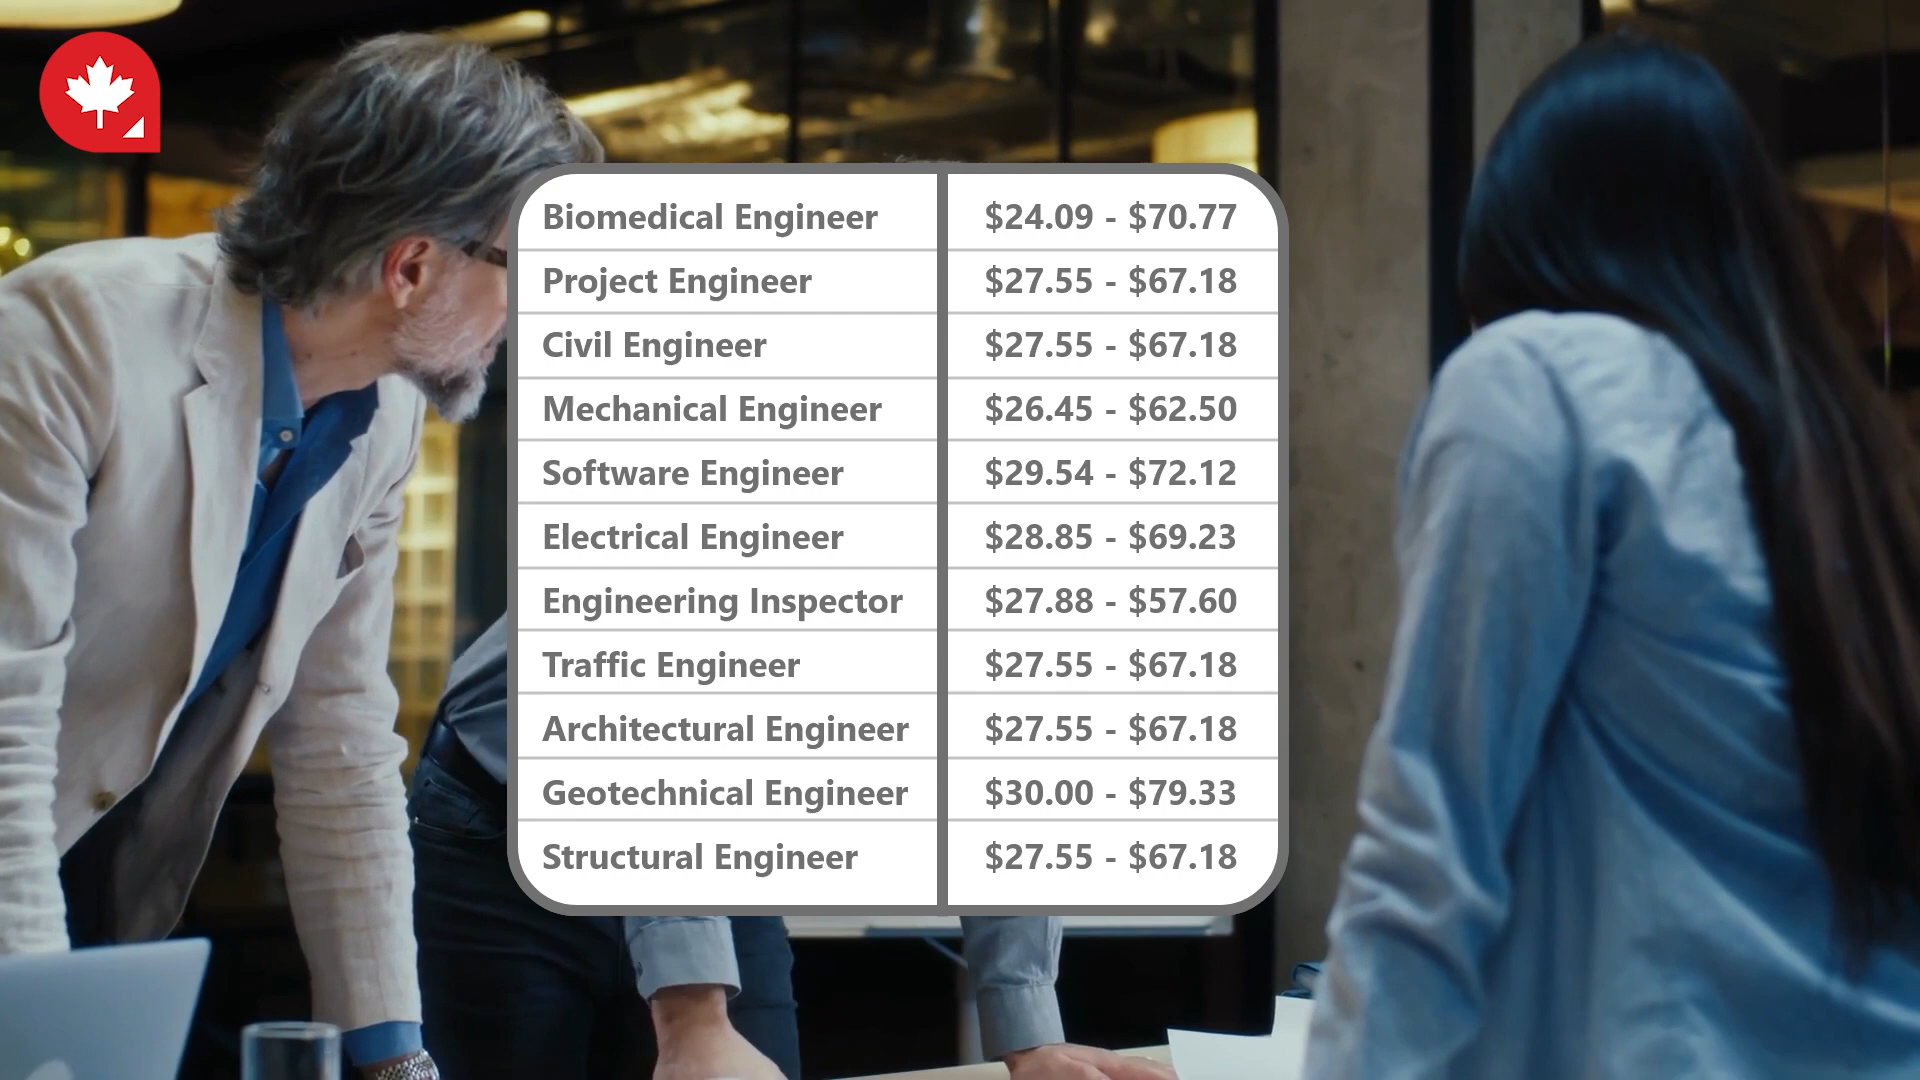 Biomedical Engineer $24.09 - $70.77
Project Engineer $27.55 - $67.18
Civil Engineer $27.55 - $67.18
Mechanical Engineer $26.45 - $62.50
Software Engineer $29.54 - $72.12
Electrical Engineer $28.85 - $69.23
Engineering Inspector $27.88 - $57.60
Traffic Engineer $27.55 - $67.18
Architectural Engineer $27.55 - $67.18
Geotechnical Engineer $30.00 - $79.33
Structural Engineer $27.55 - $67.18